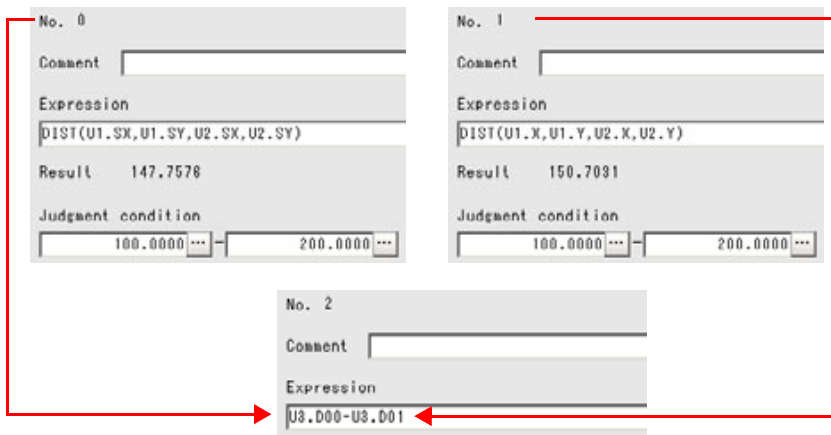 No. 0
Comment
Expression
DIST(U1.SX,U1.SY,U2.SX,U2.SY)
Result 147.7578
Judgment condition
100.0000 ... - 200.0000 ...
No. 1
Comment
Expression
DIST(U1.X,U1.Y,U2.X,U2.Y)
Result 150.7031
Judgment condition
100.0000 ... - 200.0000 ...
No. 2
Comment
Expression
U3.D00-U3.D01